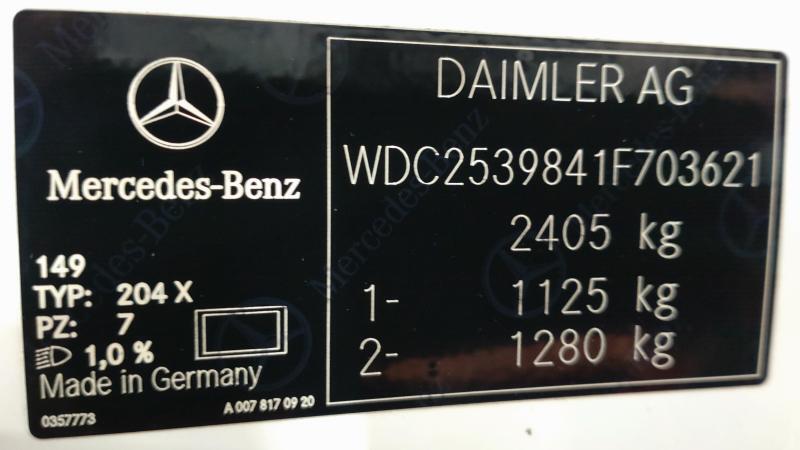 Mercedes-Benz
149
TYP: 204 X
PZ: 7
1,0 %
Made in Germany
0357773
A 007 817 09 20
DAIMLER AG
WDC2539841F703621
2405 kg
1- 1125 kg
2- 1280 kg